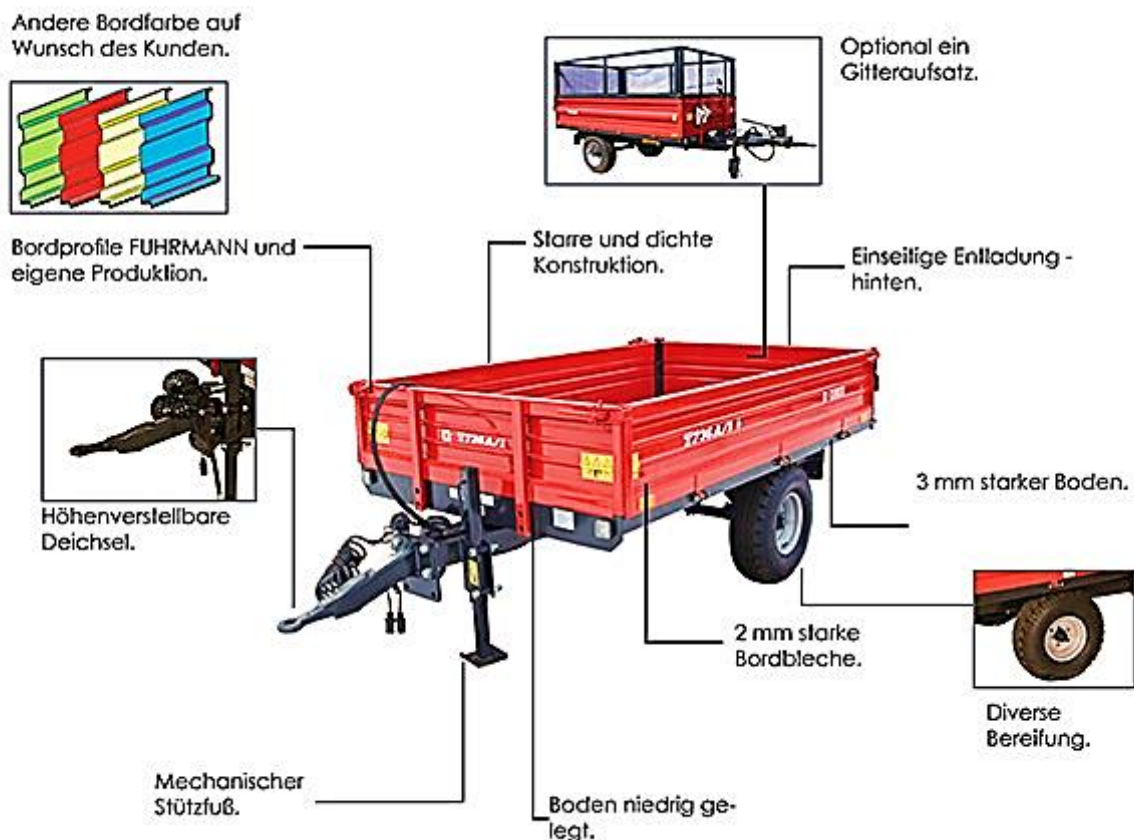 Andere Bordfarbe auf
Wunsch des Kunden.
Optional ein
Gitteraufsatz.
Bordprofile FUHRMANN und
eigene Produktion.
Starre und dichte
Konstruktion.
Einseilige Entladung -
hinten.
Höhenverstellbare
Deichsel.
3 mm starker Boden.
2 mm starke
Bordbleche.
Diverse
Bereifung.
Mechanischer
Stützfuß.
Boden niedrig ge-
legt.